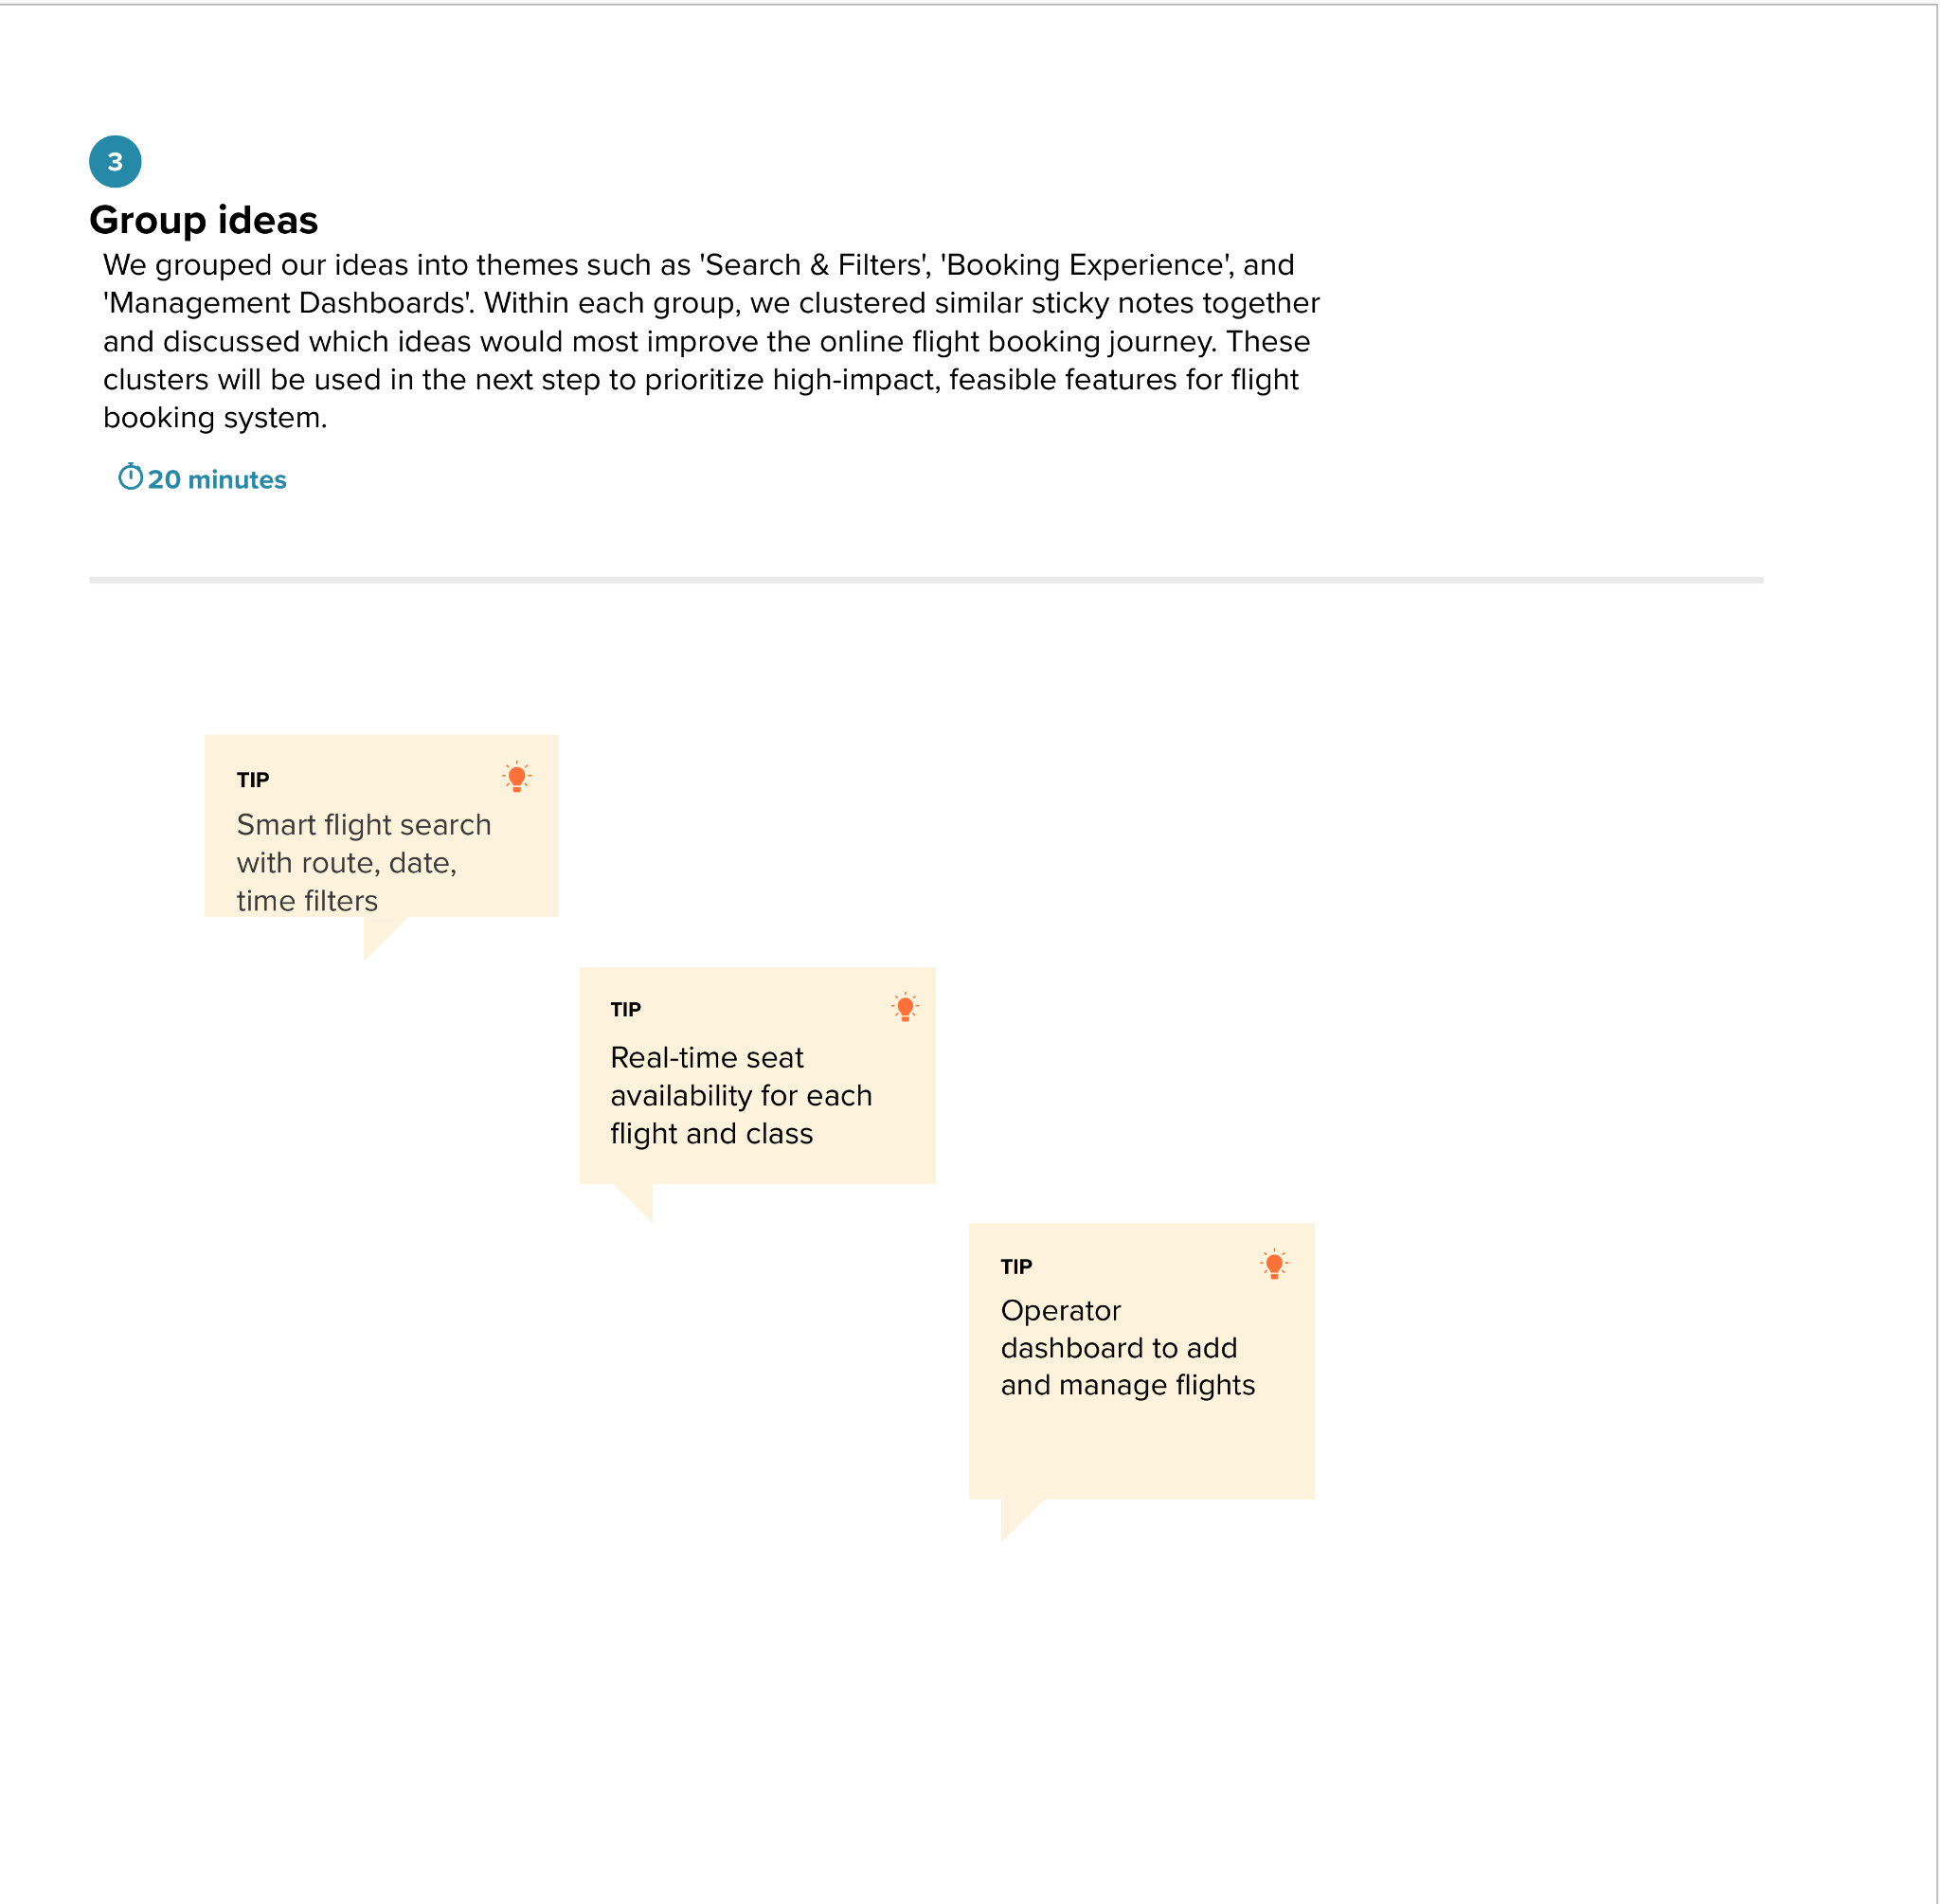 3
Group ideas
We grouped our ideas into themes such as 'Search & Filters', 'Booking Experience', and
'Management Dashboards'. Within each group, we clustered similar sticky notes together
and discussed which ideas would most improve the online flight booking journey. These
clusters will be used in the next step to prioritize high-impact, feasible features for flight
booking system.
20 minutes
TIP
Smart flight search
with route, date,
time filters
TIP
Real-time seat
availability for each
flight and class
TIP
Operator
dashboard to add
and manage flights